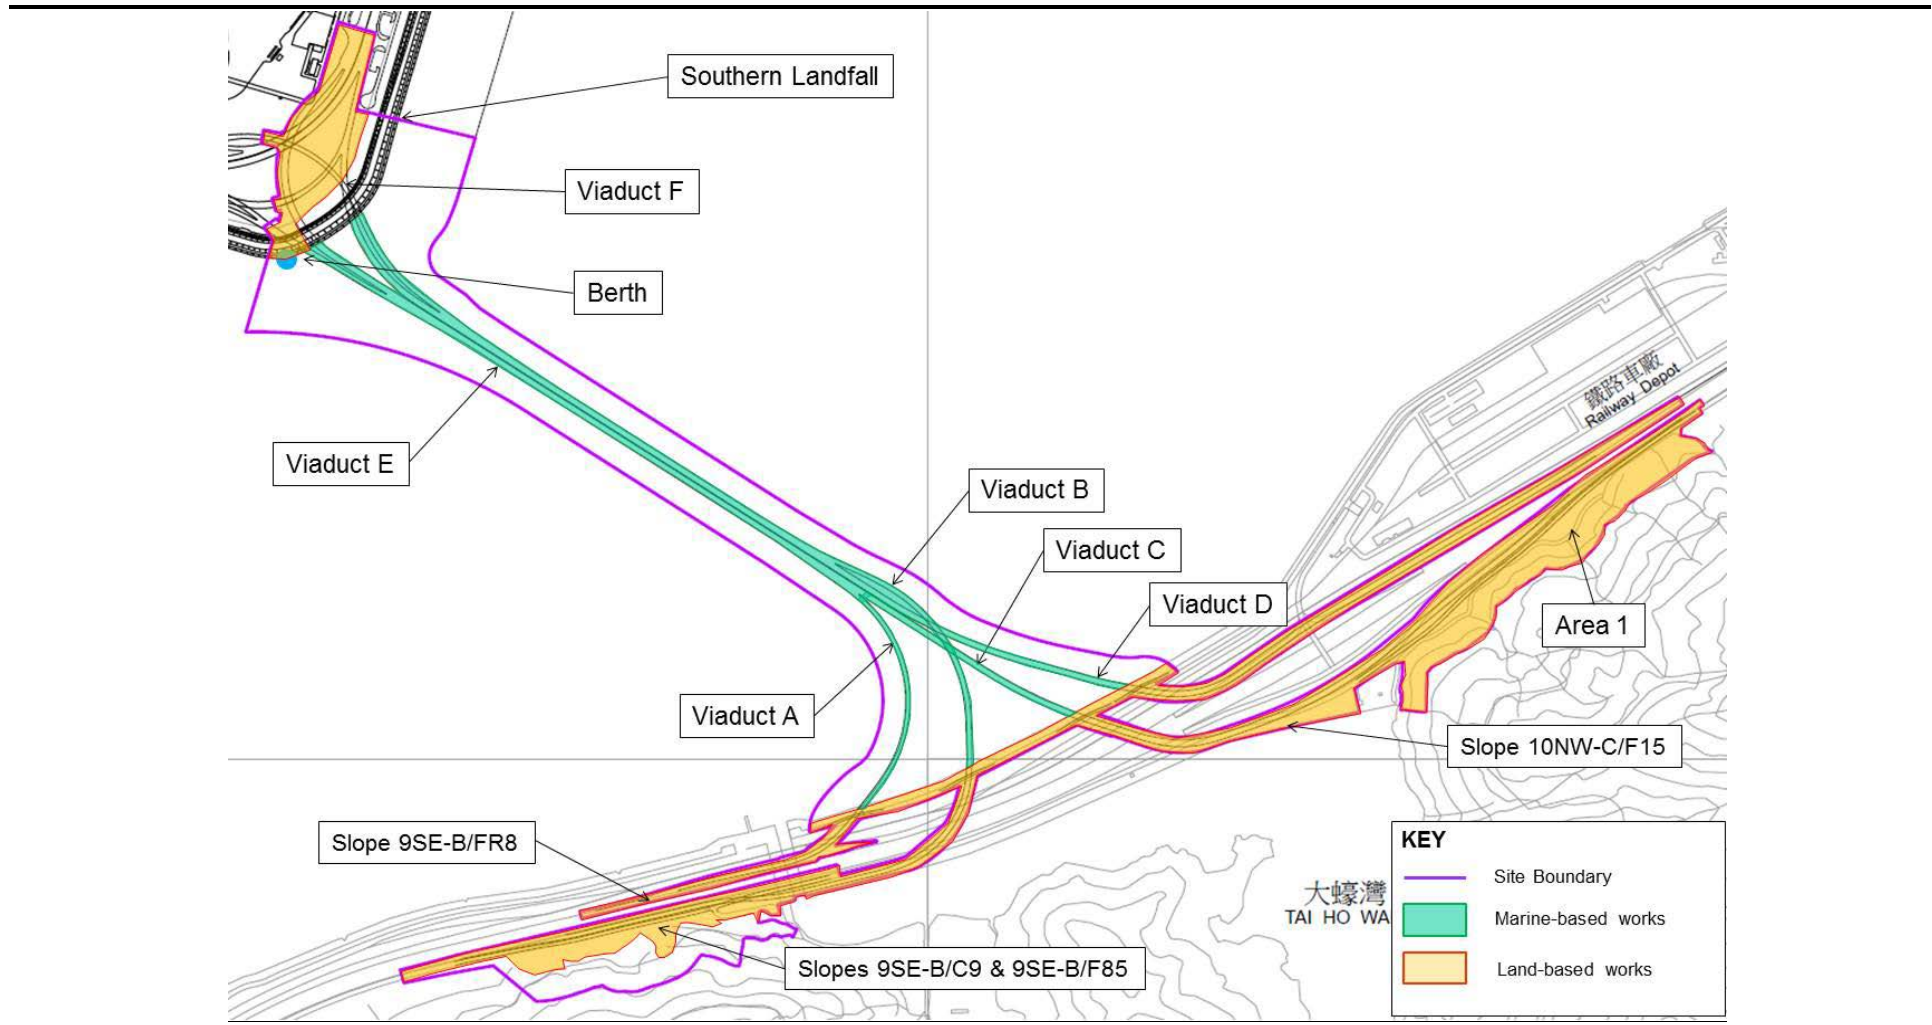 Southern Landfall
Viaduct F
Berth
鐵路車廠
Railway Depot
Viaduct E
Viaduct B
Viaduct C
Viaduct D
Area 1
Viaduct A
Slope 10NW-C/F15
Slope 9SE-B/FR8
大蠔灣
TAI HO WA
Slopes 9SE-B/C9 & 9SE-B/F85
KEY
Site Boundary
Marine-based works
Land-based works